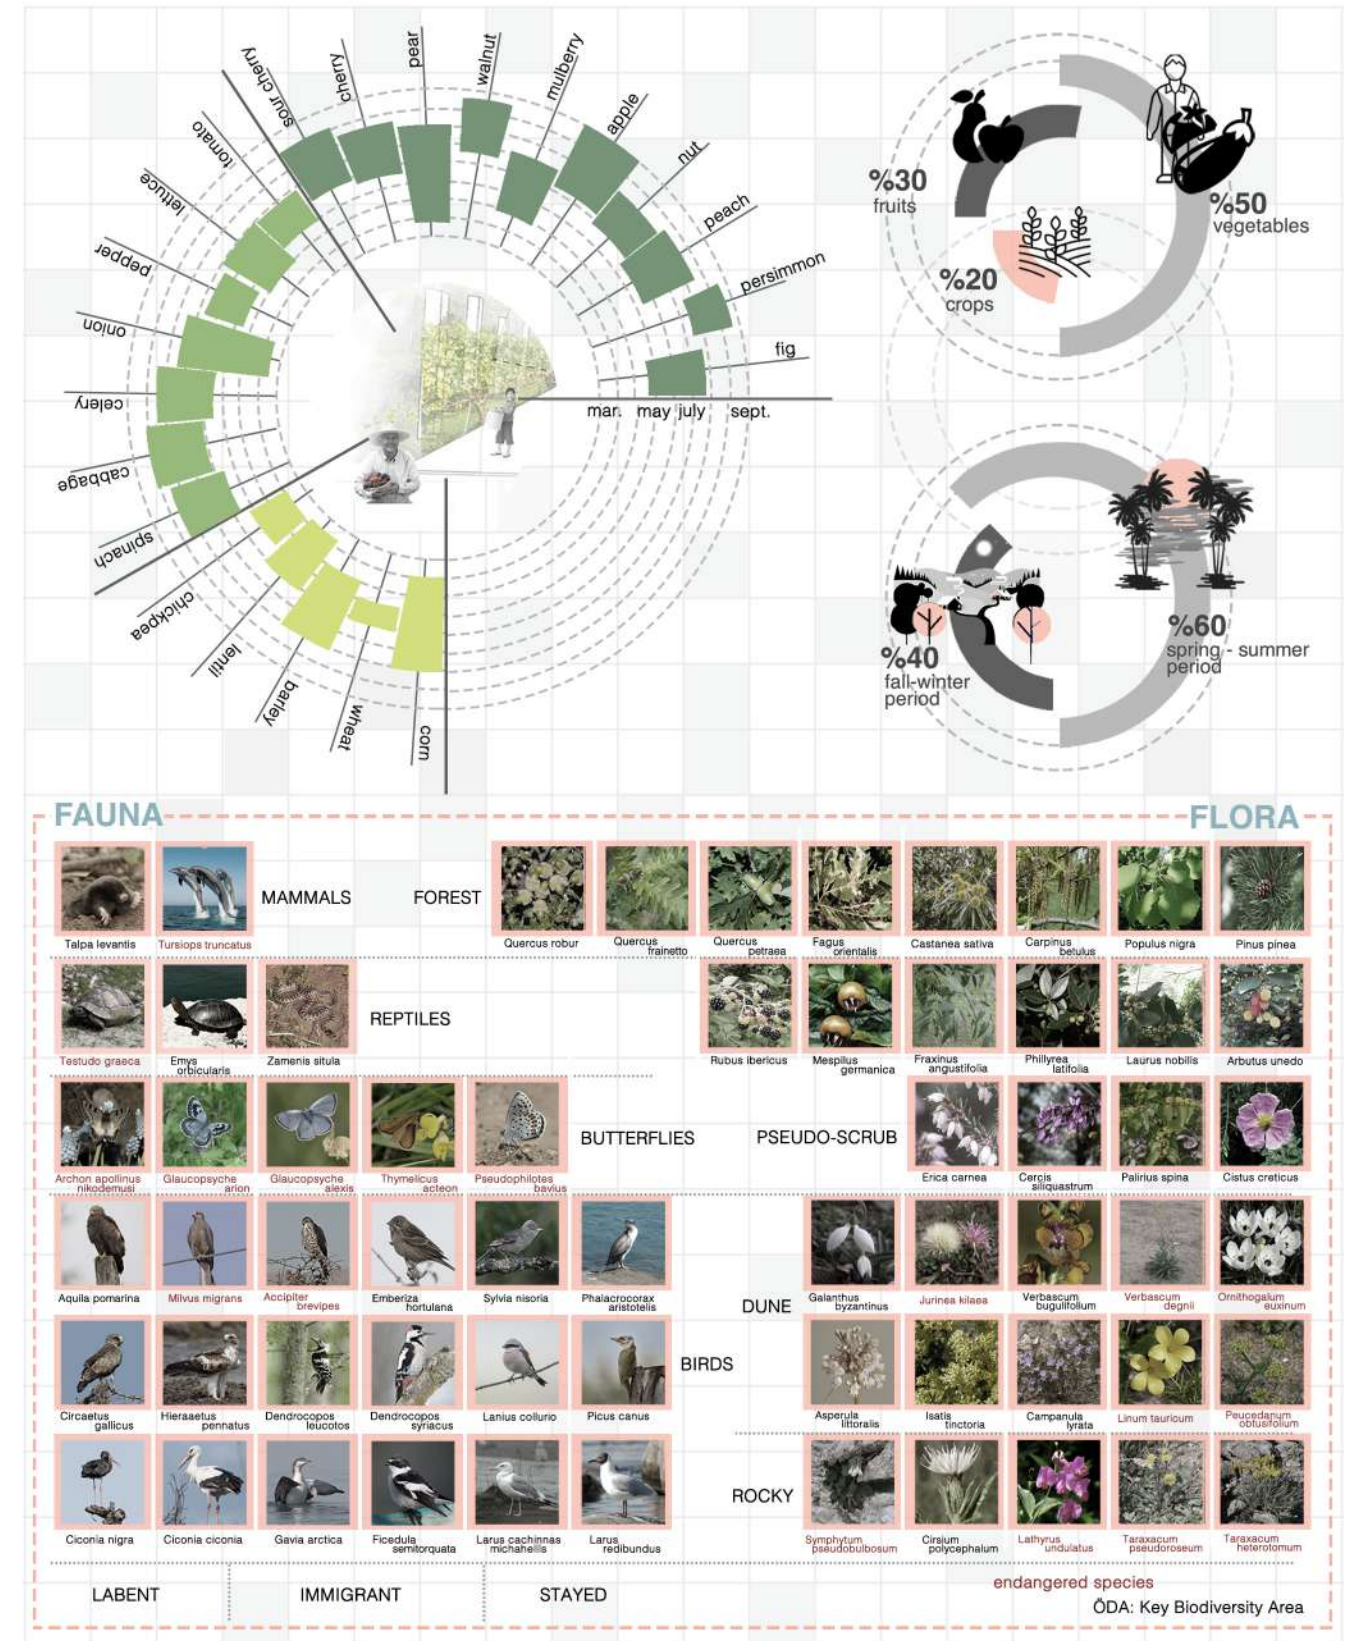 sour cherry
cherry
pear
walnut
mulberry
apple
nut
peach
persimmon
fig
tomato
lettuce
pepper
onion
celery
cabbage
spinach
chickpea
lentil
barley
wheat
corn
mar. may july sept.
%30
fruits
%50
vegetables
%20
crops
%60
spring - summer
period
%40
fall-winter
period
FAUNA
FLORA
MAMMALS
FOREST
Talpa levantis
Tursiops truncatus
Quercus robur
Quercus
frainetto
Quercus
petraea
Fagus
orientalis
Castanea sativa
Carpinus
betulus
Populus nigra
Pinus pinea
REPTILES
Testudo graeca
Emys
orbicularis
Zamenis situla
Rubus ibericus
Mespilus
germanica
Fraxinus
angustifolia
Phillyrea
latifolia
Laurus nobilis
Arbutus unedo
BUTTERFLIES
PSEUDO-SCRUB
Archon apollinus
nikodemusi
Glaucopsyche
arion
Glaucopsyche
alexis
Thymelicus
acteon
Pseudophilotes
bavius
Erica carnea
Cercis
siliquastrum
Palirius spina
Cistus creticus
Aquila pomarina
Milvus migrans
Accipiter
brevipes
Emberiza
hortulana
Sylvia nisoria
Phalacrocorax
aristotelis
DUNE
Galanthus
byzantinus
Jurinea kilaea
Verbascum
bugulifolium
Verbascum
degnii
Ornithogalum
euxinum
BIRDS
Circaetus
gallicus
Hieraaetus
pennatus
Dendrocopos
leucotos
Dendrocopos
syriacus
Lanius collurio
Picus canus
Asperula
littoralis
Isatis
tinctoria
Campanula
lyrata
Linum tauricum
Peucedanum
obtusifolium
ROCKY
Ciconia nigra
Ciconia ciconia
Gavia arctica
Ficedula
semitorquata
Larus cachinnas
michahellis
Larus
redibundus
Symphytum
pseudobulbosum
Cirsium
polycephalum
Lathyrus
undulatus
Taraxacum
pseudoroseum
Taraxacum
heterotomum
LABENT
IMMIGRANT
STAYED
endangered species
ÖDA: Key Biodiversity Area